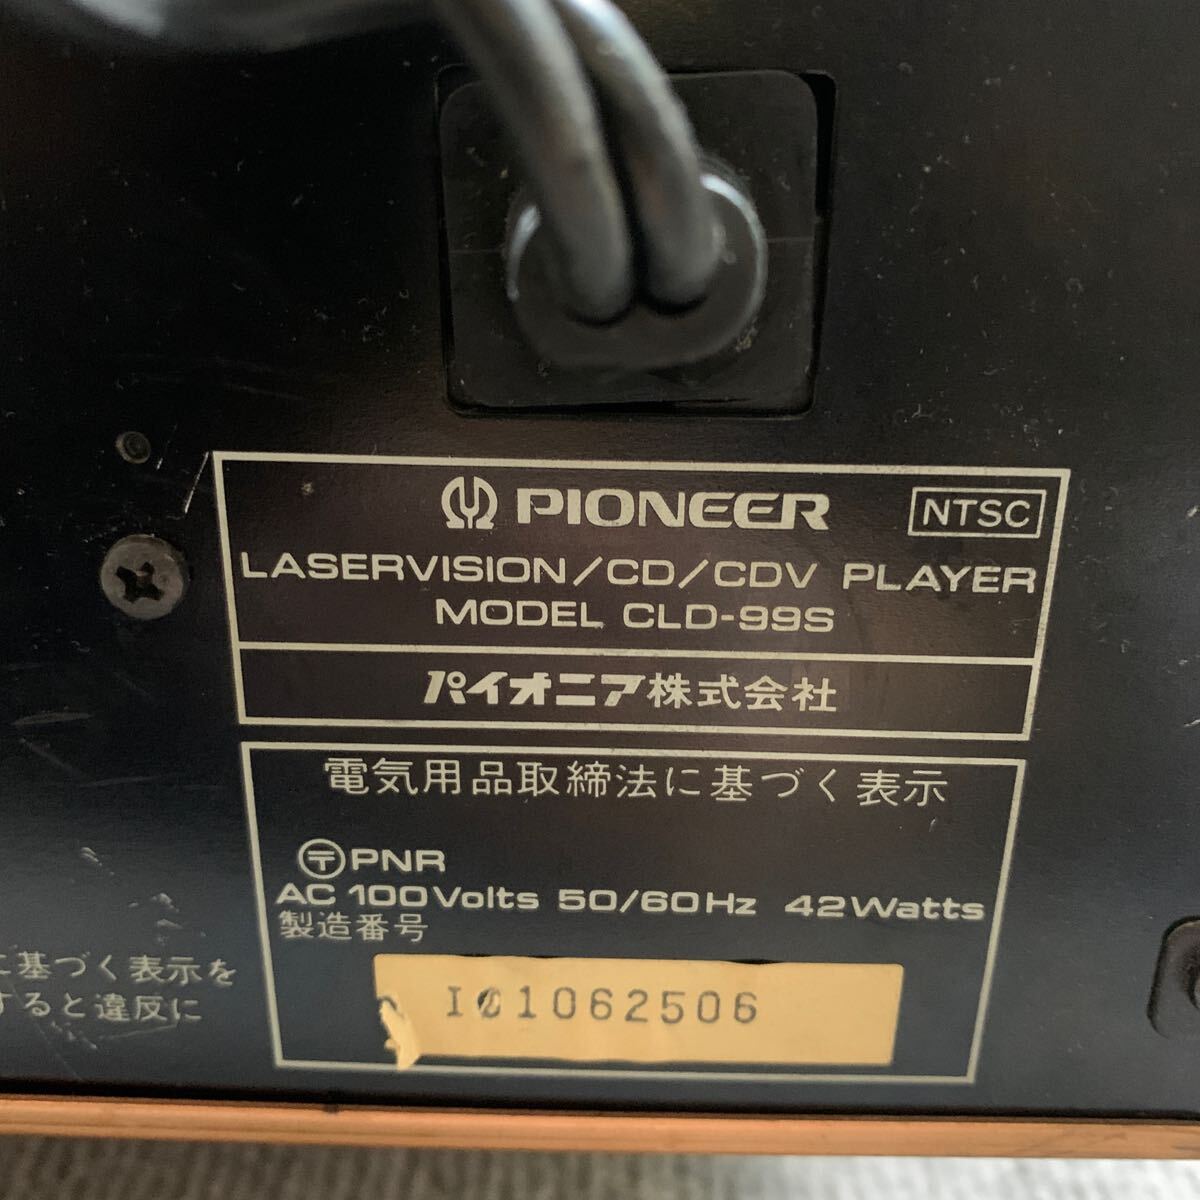 PIONEER NTSC
LASERVISION/CD/CDV PLAYER
MODEL CLD-99S
パイオニア株式会社
電気用品取締法に基づく表示
〒PNR
AC 100Volts 50/60Hz 42Watts
製造番号
に基づく表示を
すると違反に
1062506